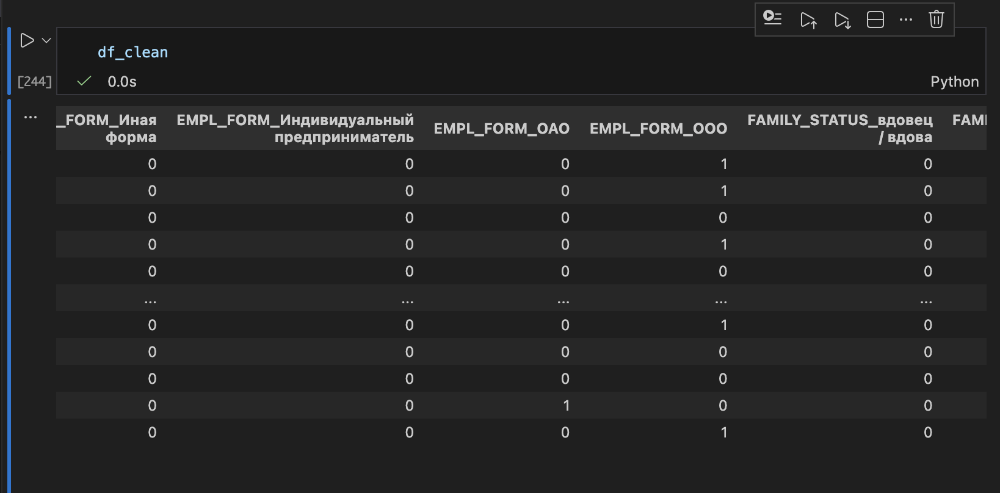 df_clean
[244]
0.0s
Python
...
_FORM_Иная форма
EMPL_FORM_Индивидуальный предприниматель
EMPL_FORM_ОАО
EMPL_FORM_ООО
FAMILY_STATUS_вдовец / вдова
FAMI
0 0 0 1 0
0 0 0 1 0
0 0 0 0 0
0 0 0 1 0
0 0 0 0 0
... ... ... ... ...
0 0 0 1 0
0 0 0 0 0
0 0 0 0 0
0 0 1 0 0
0 0 0 1 0